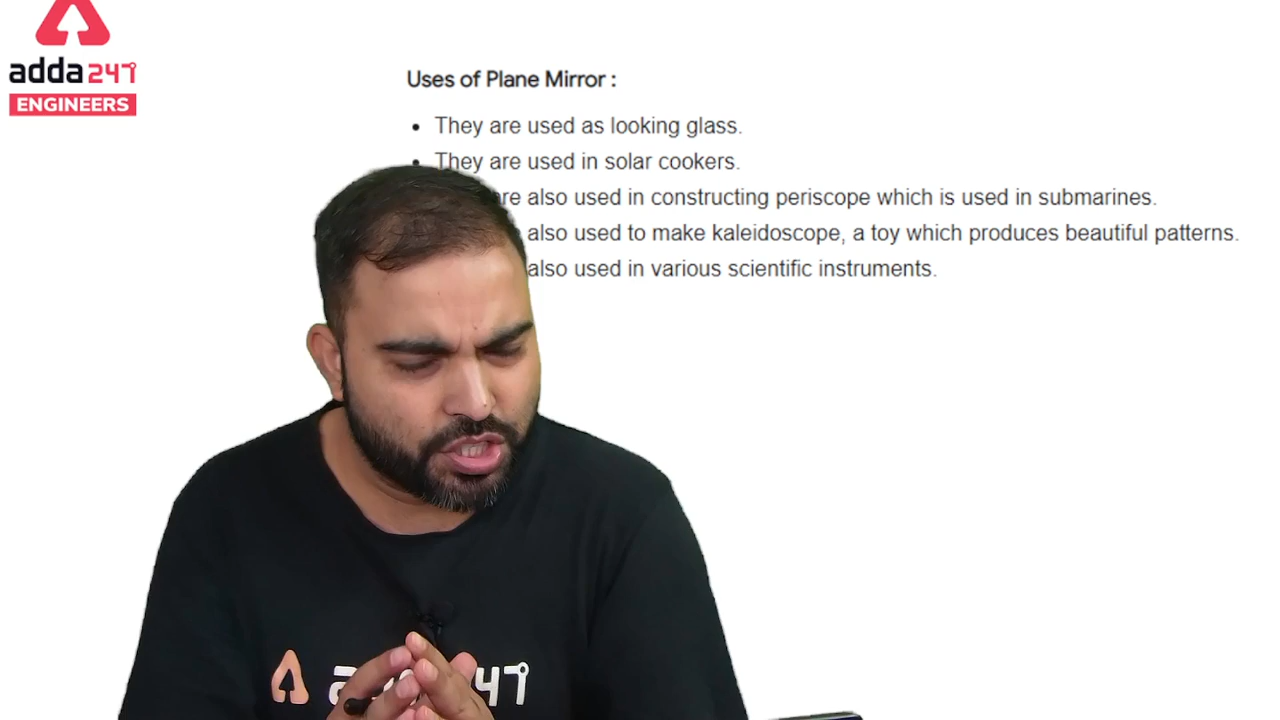 adda247
ENGINEERS
Uses of Plane Mirror :
They are used as looking glass.
They are used in solar cookers.
are also used in constructing periscope which is used in submarines.
also used to make kaleidoscope, a toy which produces beautiful patterns.
also used in various scientific instruments.